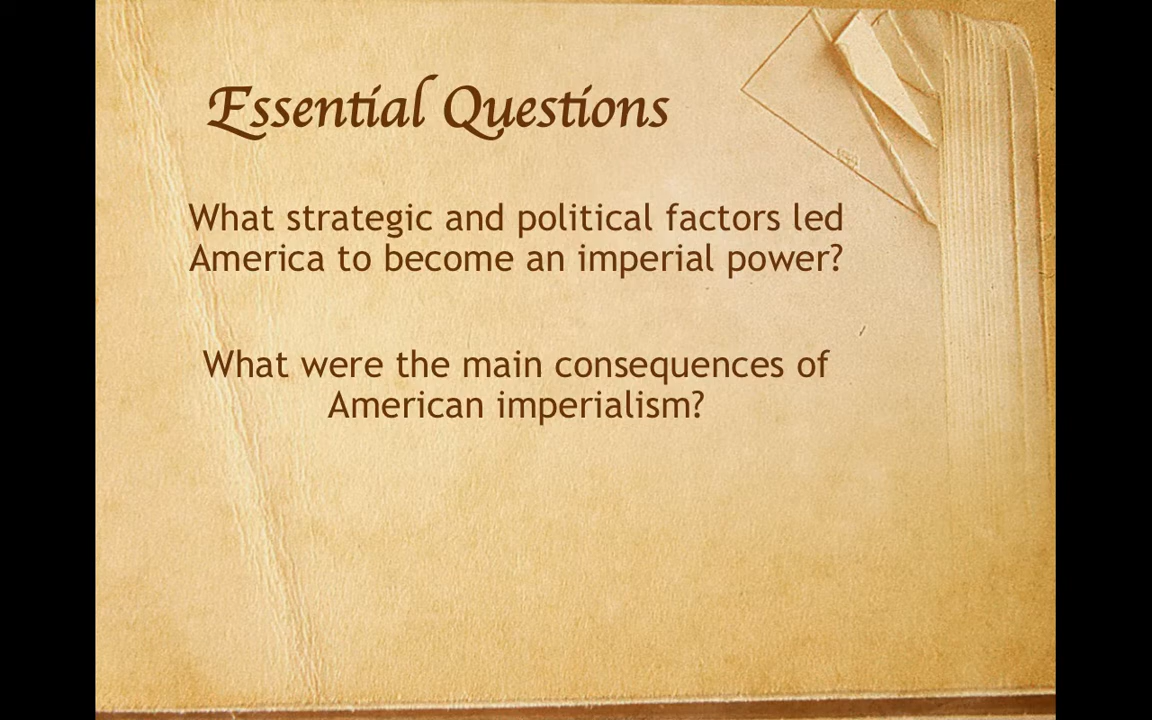 Essential Questions
What strategic and political factors led
America to become an imperial power?
What were the main consequences of
American imperialism?